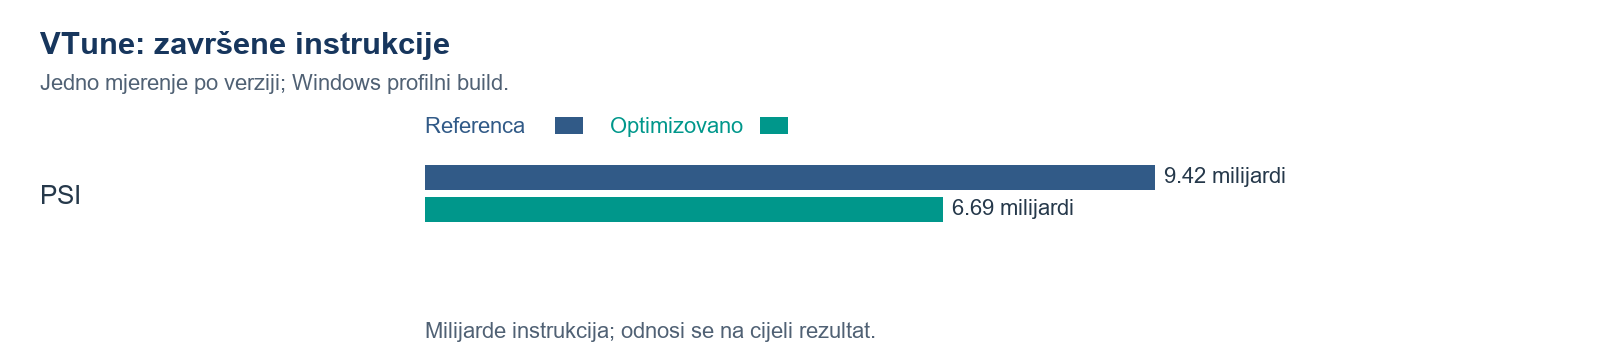 VTune: završene instrukcije
Jedno mjerenje po verziji; Windows profilni build.
Referenca
Optimizovano
PSI
9.42 milijardi
6.69 milijardi
Milijarde instrukcija; odnosi se na cijeli rezultat.